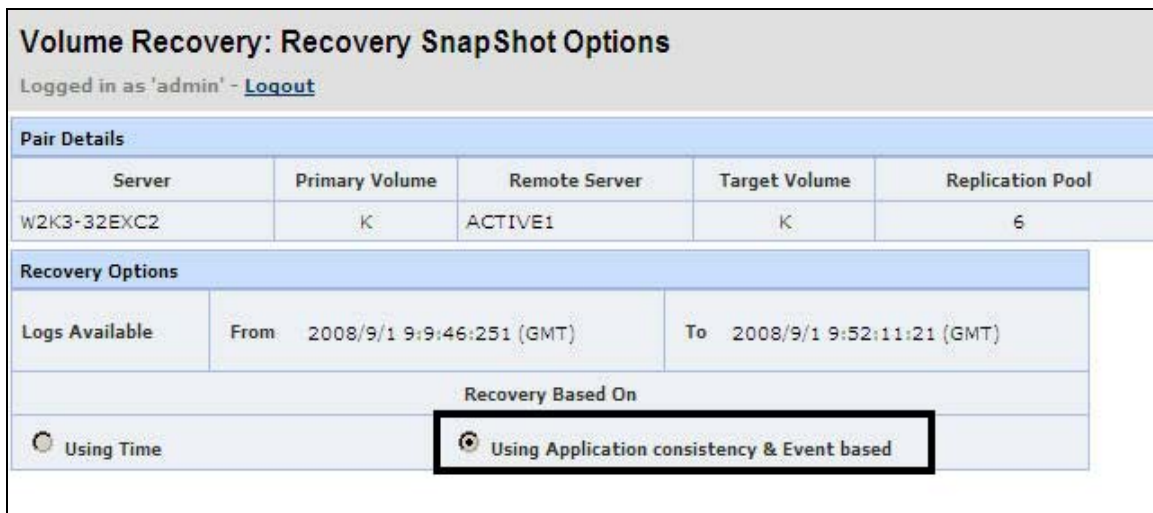 Volume Recovery: Recovery SnapShot Options
Logged in as 'admin' - Logout
Pair Details
Server Primary Volume Remote Server Target Volume Replication Pool
W2K3-32EXC2 K ACTIVE1 K 6
Recovery Options
Logs Available From 2008/9/1 9:9:46:251 (GMT) To 2008/9/1 9:52:11:21 (GMT)
Recovery Based On
Using Time Using Application consistency & Event based